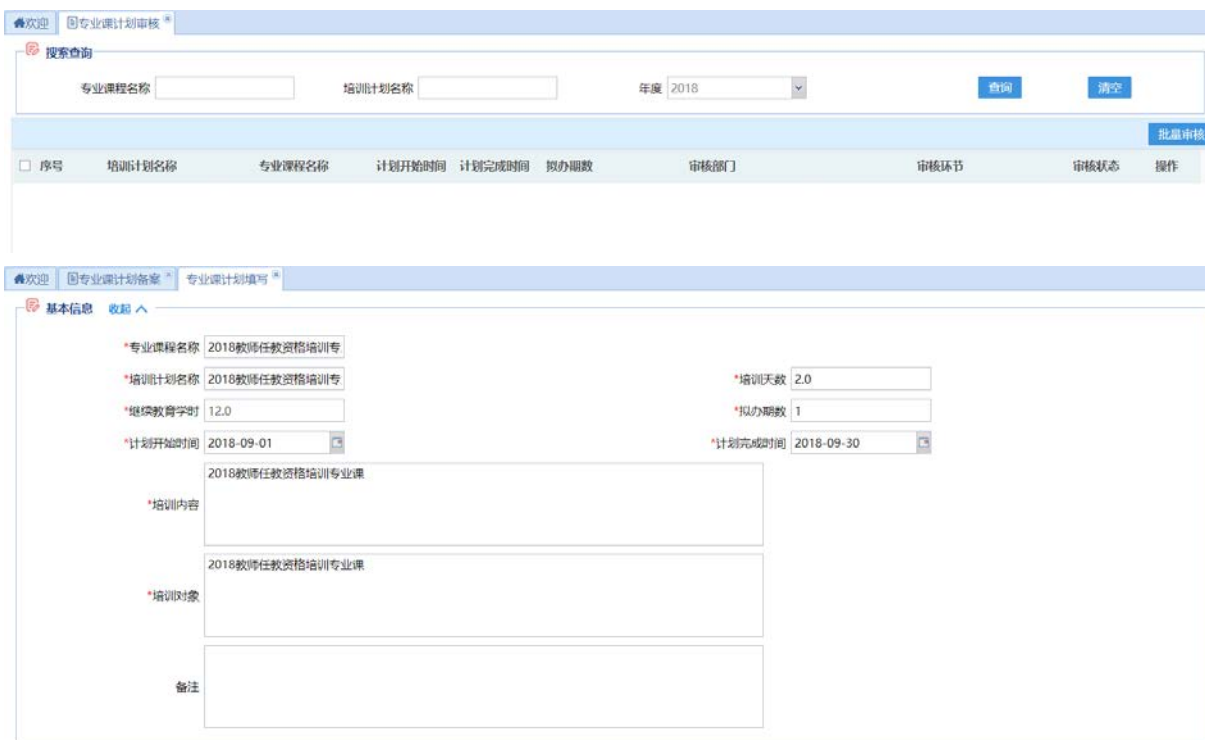 欢迎 专业课计划审核
搜索查询
专业课程名称 培训计划名称 年度 2018 查询 清空
批量审核
序号 培训计划名称 专业课程名称 计划开始时间 计划完成时间 拟办期数 审核部门 审核环节 审核状态 操作
欢迎 专业课计划备案 专业课计划填写
基本信息 收起
*专业课程名称 2018教师任教资格培训专
*培训计划名称 2018教师任教资格培训专 *培训天数 2.0
*继续教育学时 12.0 *拟办期数 1
*计划开始时间 2018-09-01 *计划完成时间 2018-09-30
2018教师任教资格培训专业课
*培训内容
2018教师任教资格培训专业课
*培训对象
备注